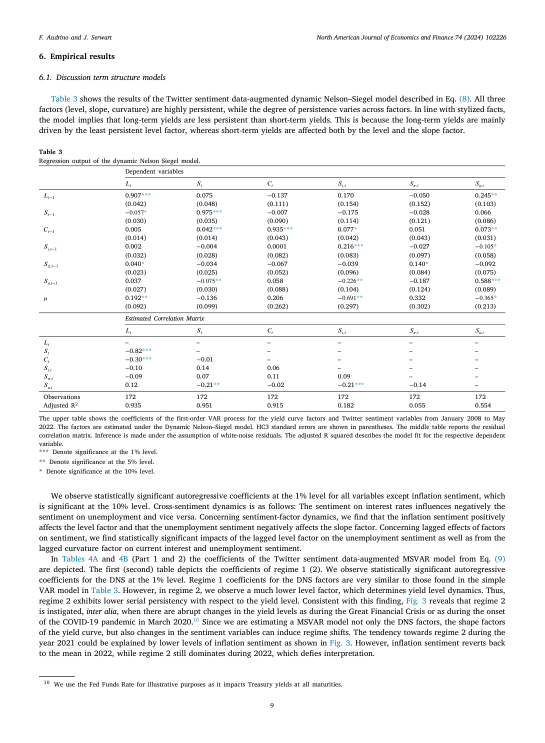 F. Audrino and J. Serwart
North American Journal of Economics and Finance 74 (2024) 102226
6. Empirical results
6.1. Discussion term structure models
Table 3 shows the results of the Twitter sentiment data-augmented dynamic Nelson–Siegel model described in Eq. (8). All three
factors (level, slope, curvature) are highly persistent, while the degree of persistence varies across factors. In line with stylized facts,
the model implies that long-term yields are less persistent than short-term yields. This is because the long-term yields are mainly
driven by the least persistent level factor, whereas short-term yields are affected both by the level and the slope factor.
Table 3
Regression output of the dynamic Nelson Siegel model.
Dependent variables
L_t S_t C_t S_i,t S_π,t S_u,t
L_t−1 0.907*** 0.075 −0.137 0.170 −0.050 0.245**
(0.042) (0.048) (0.111) (0.154) (0.152) (0.103)
S_t−1 −0.057* 0.975*** −0.007 −0.175 −0.028 0.066
(0.030) (0.035) (0.090) (0.114) (0.121) (0.086)
C_t−1 0.005 0.042*** 0.935*** 0.077* 0.051 0.073**
(0.014) (0.014) (0.043) (0.042) (0.043) (0.031)
S_i,t−1 0.002 −0.004 0.0001 0.216*** −0.027 −0.105*
(0.032) (0.028) (0.082) (0.083) (0.097) (0.058)
S_π,t−1 0.040* −0.034 −0.067 −0.039 0.140* −0.092
(0.023) (0.025) (0.052) (0.096) (0.084) (0.075)
S_u,t−1 0.037 −0.075** 0.058 −0.226** −0.187 0.588***
(0.027) (0.030) (0.088) (0.104) (0.124) (0.089)
μ 0.192** −0.136 0.206 −0.691** 0.332 −0.365*
(0.092) (0.099) (0.262) (0.297) (0.302) (0.213)
Estimated Correlation Matrix
L_t S_t C_t S_i,t S_π,t S_u,t
L_t – – – – – –
S_t −0.82*** – – – – –
C_t −0.30*** −0.01 – – – –
S_i,t −0.10 0.14 0.06 – – –
S_π,t −0.09 0.07 0.11 0.09 – –
S_u,t 0.12 −0.21** −0.02 −0.21*** −0.14 –
Observations 172 172 172 172 172 172
Adjusted R² 0.935 0.951 0.915 0.182 0.055 0.554
The upper table shows the coefficients of the first-order VAR process for the yield curve factors and Twitter sentiment variables from January 2008 to May
2022. The factors are estimated under the Dynamic Nelson–Siegel model. HC3 standard errors are shown in parentheses. The middle table reports the residual
correlation matrix. Inference is made under the assumption of white-noise residuals. The adjusted R squared describes the model fit for the respective dependent
variable.
*** Denote significance at the 1% level.
** Denote significance at the 5% level.
* Denote significance at the 10% level.
We observe statistically significant autoregressive coefficients at the 1% level for all variables except inflation sentiment, which
is significant at the 10% level. Cross-sentiment dynamics is as follows: The sentiment on interest rates influences negatively the
sentiment on unemployment and vice versa. Concerning sentiment-factor dynamics, we find that the inflation sentiment positively
affects the level factor and that the unemployment sentiment negatively affects the slope factor. Concerning lagged effects of factors
on sentiment, we find statistically significant impacts of the lagged level factor on the unemployment sentiment as well as from the
lagged curvature factor on current interest and unemployment sentiment.
In Tables 4A and 4B (Part 1 and 2) the coefficients of the Twitter sentiment data-augmented MSVAR model from Eq. (9)
are depicted. The first (second) table depicts the coefficients of regime 1 (2). We observe statistically significant autoregressive
coefficients for the DNS at the 1% level. Regime 1 coefficients for the DNS factors are very similar to those found in the simple
VAR model in Table 3. However, in regime 2, we observe a much lower level factor, which determines yield level dynamics. Thus,
regime 2 exhibits lower serial persistency with respect to the yield level. Consistent with this finding, Fig. 3 reveals that regime 2
is instigated, inter alia, when there are abrupt changes in the yield levels as during the Great Financial Crisis or as during the onset
of the COVID-19 pandemic in March 2020.¹⁰ Since we are estimating a MSVAR model not only the DNS factors, the shape factors
of the yield curve, but also changes in the sentiment variables can induce regime shifts. The tendency towards regime 2 during the
year 2021 could be explained by lower levels of inflation sentiment as shown in Fig. 3. However, inflation sentiment reverts back
to the mean in 2022, while regime 2 still dominates during 2022, which defies interpretation.
¹⁰ We use the Fed Funds Rate for illustrative purposes as it impacts Treasury yields at all maturities.
9